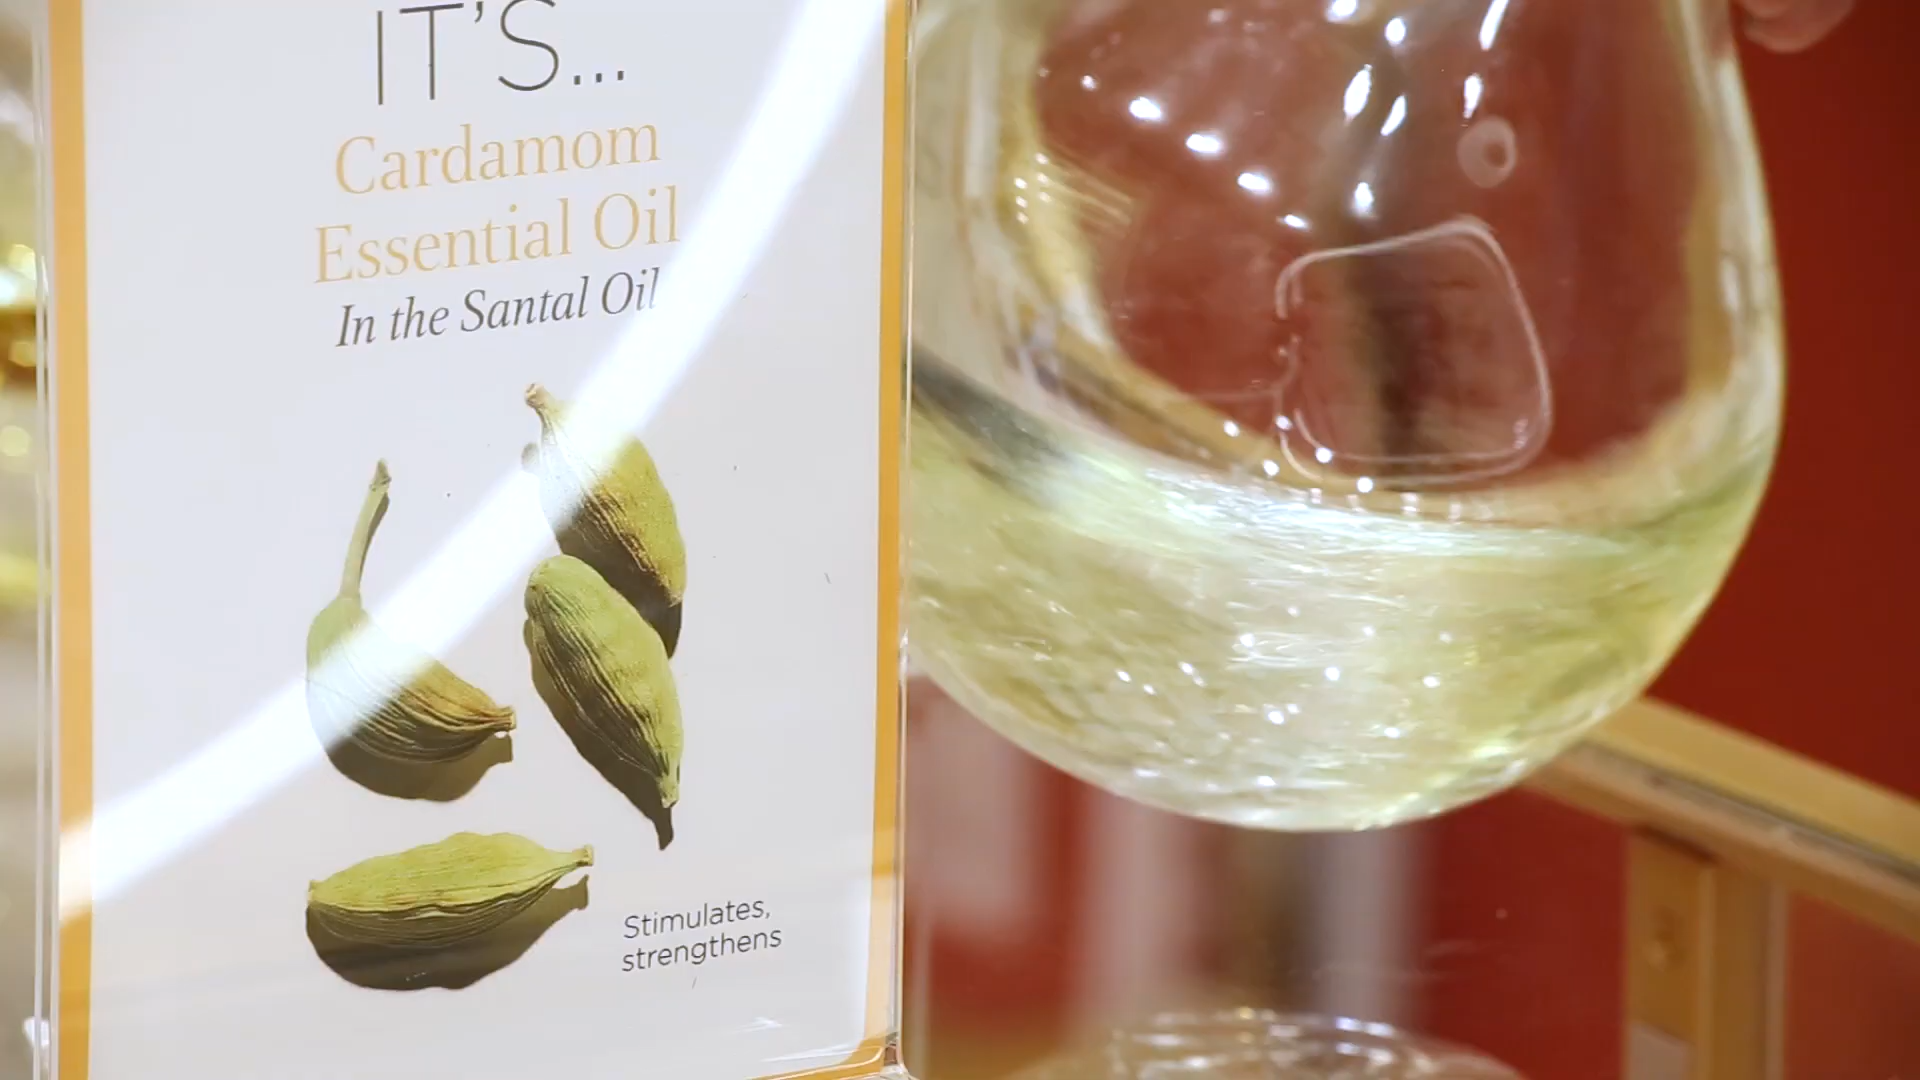 IT'S...
Cardamom
Essential Oil
In the Santal Oil
Stimulates,
strengthens